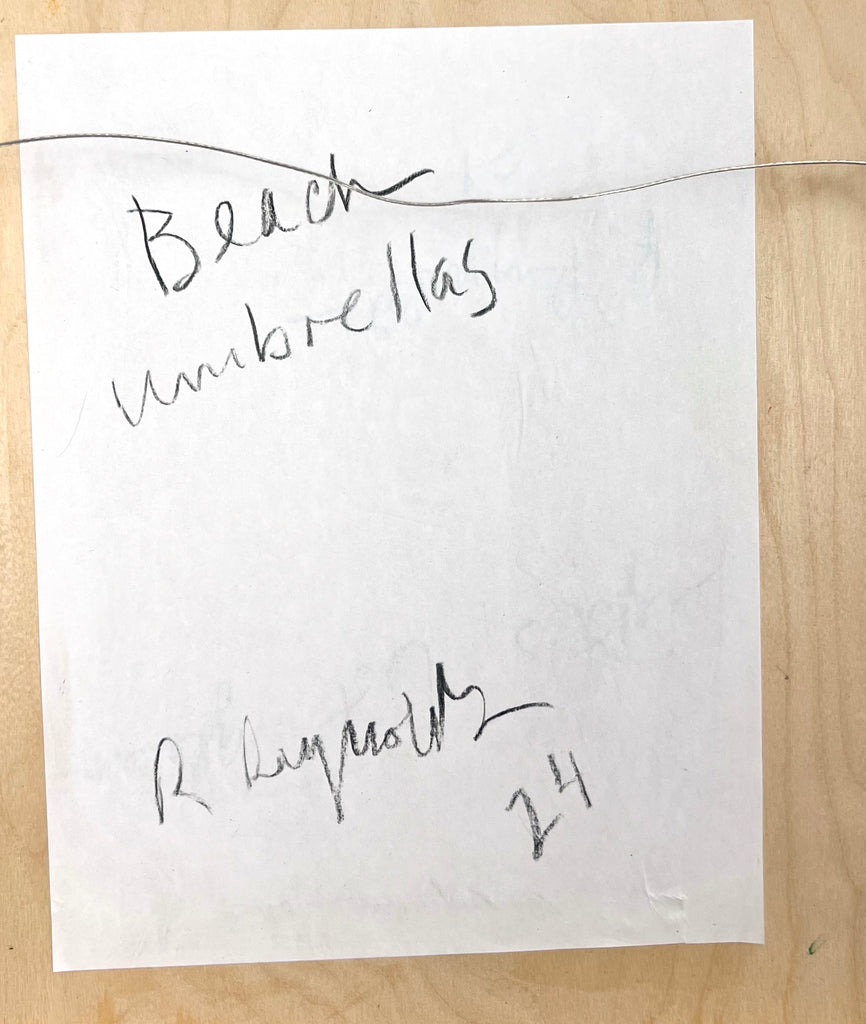 Beach
umbrellas
R Reynolds
24